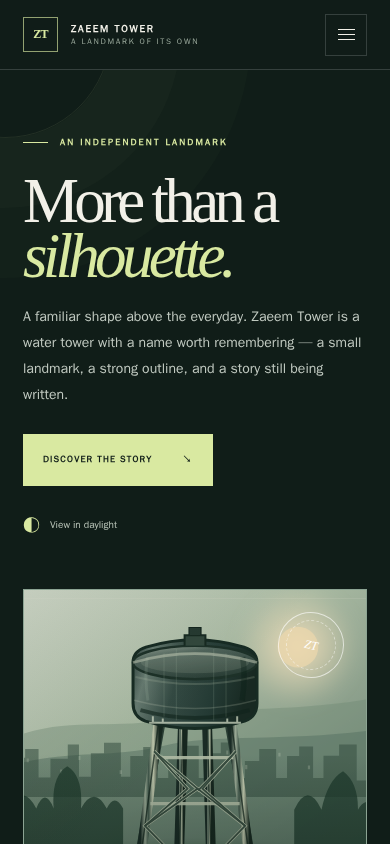 ZT
ZAEEM TOWER
A LANDMARK OF ITS OWN
AN INDEPENDENT LANDMARK
More than a
silhouette.
A familiar shape above the everyday. Zaeem Tower is a
water tower with a name worth remembering — a small
landmark, a strong outline, and a story still being
written.
DISCOVER THE STORY ↘
View in daylight
ZT